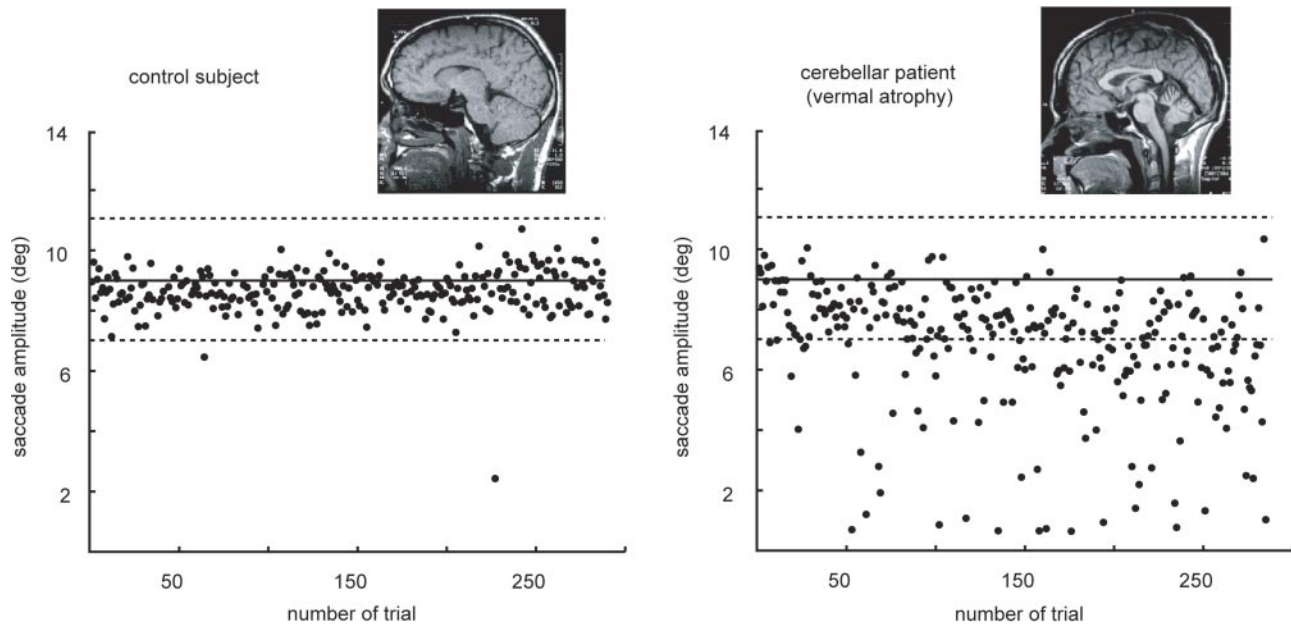 control subject
14
10
6
2
saccade amplitude (deg)
50
150
250
number of trial
cerebellar patient
(vermal atrophy)
14
10
6
2
saccade amplitude (deg)
50
150
250
number of trial